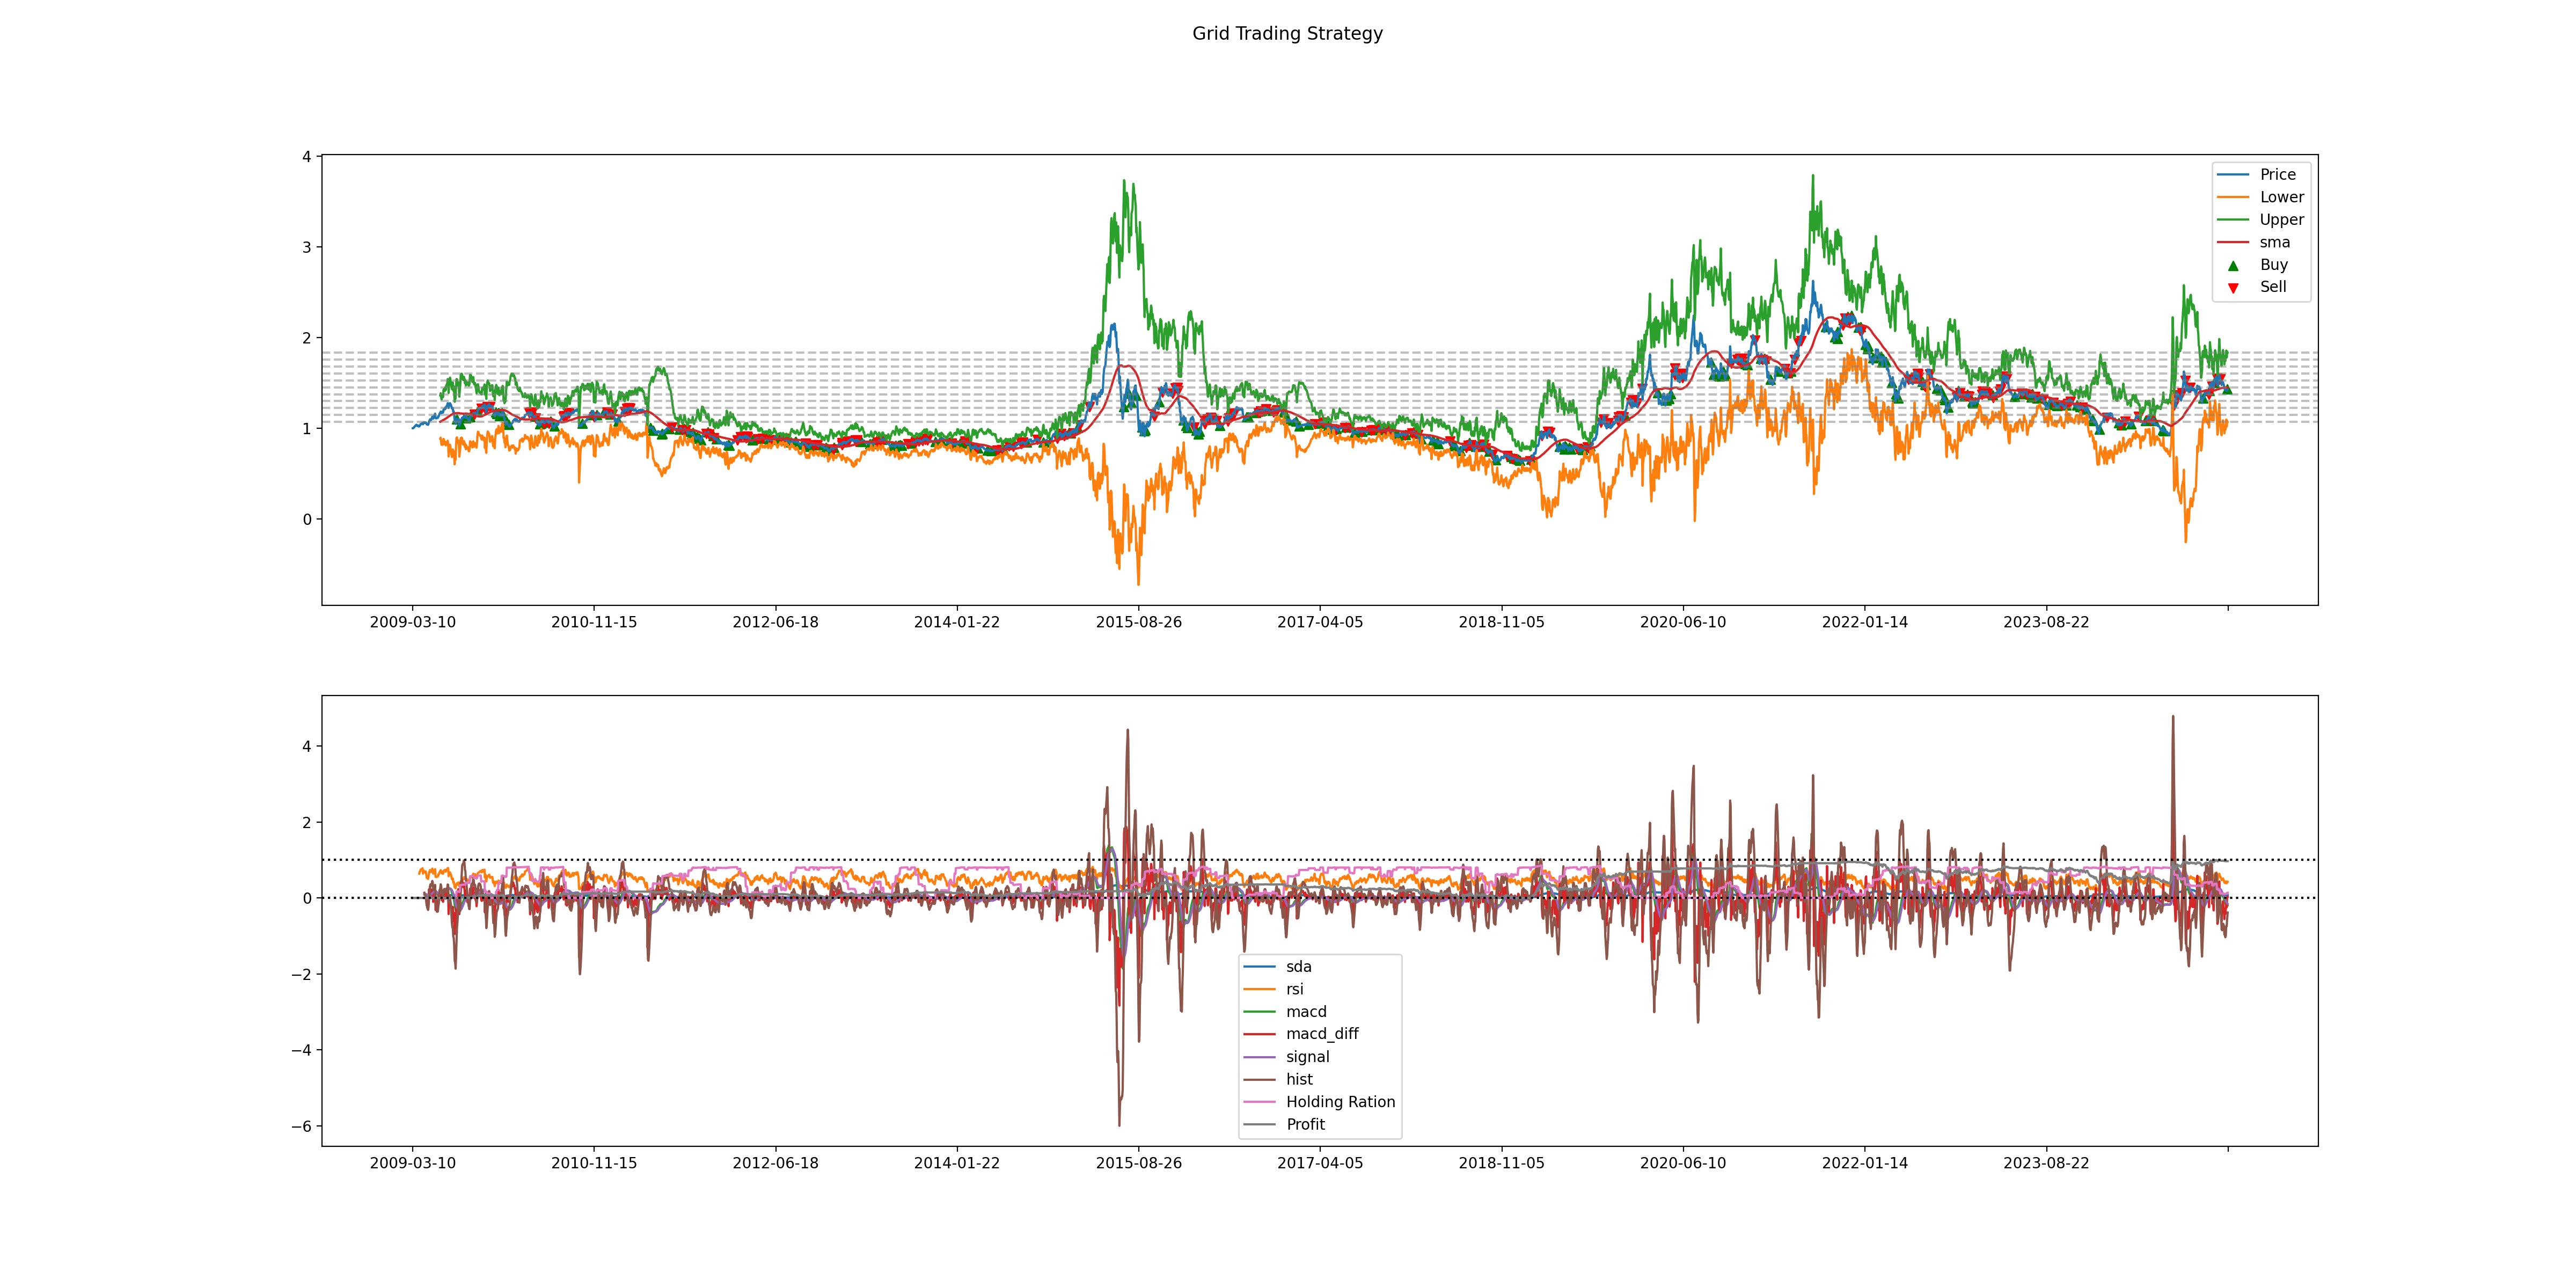 Grid Trading Strategy
4
3
2
1
0
Price
Lower
Upper
sma
Buy
Sell
2009-03-10 2010-11-15 2012-06-18 2014-01-22 2015-08-26 2017-04-05 2018-11-05 2020-06-10 2022-01-14 2023-08-22
4
2
0
−2
−4
−6
sda
rsi
macd
macd_diff
signal
hist
Holding Ration
Profit
2009-03-10 2010-11-15 2012-06-18 2014-01-22 2015-08-26 2017-04-05 2018-11-05 2020-06-10 2022-01-14 2023-08-22